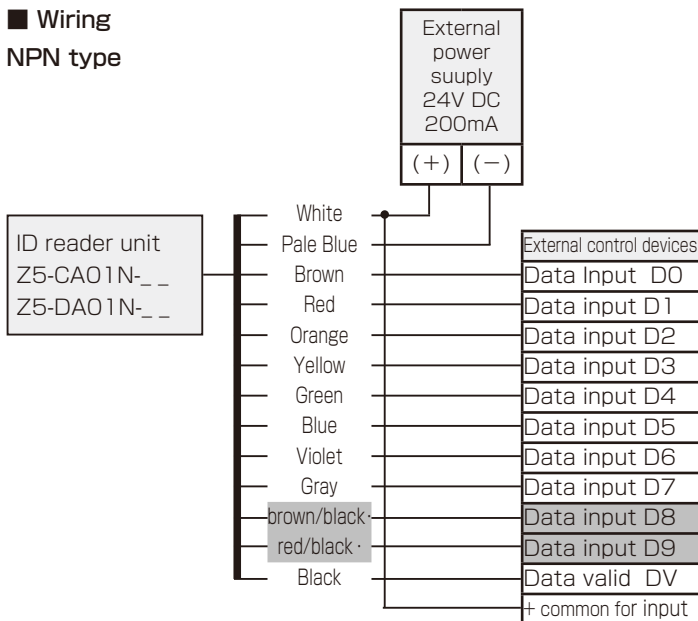 ■ Wiring
NPN type
External
power
suuply
24V DC
200mA
(+) (−)
ID reader unit
Z5-CA01N-_ _
Z5-DA01N-_ _
White
Pale Blue
Brown
Red
Orange
Yellow
Green
Blue
Violet
Gray
brown/black·
red/black ·
Black
External control devices
Data Input D0
Data input D1
Data input D2
Data input D3
Data input D4
Data input D5
Data input D6
Data input D7
Data input D8
Data input D9
Data valid DV
+ common for input